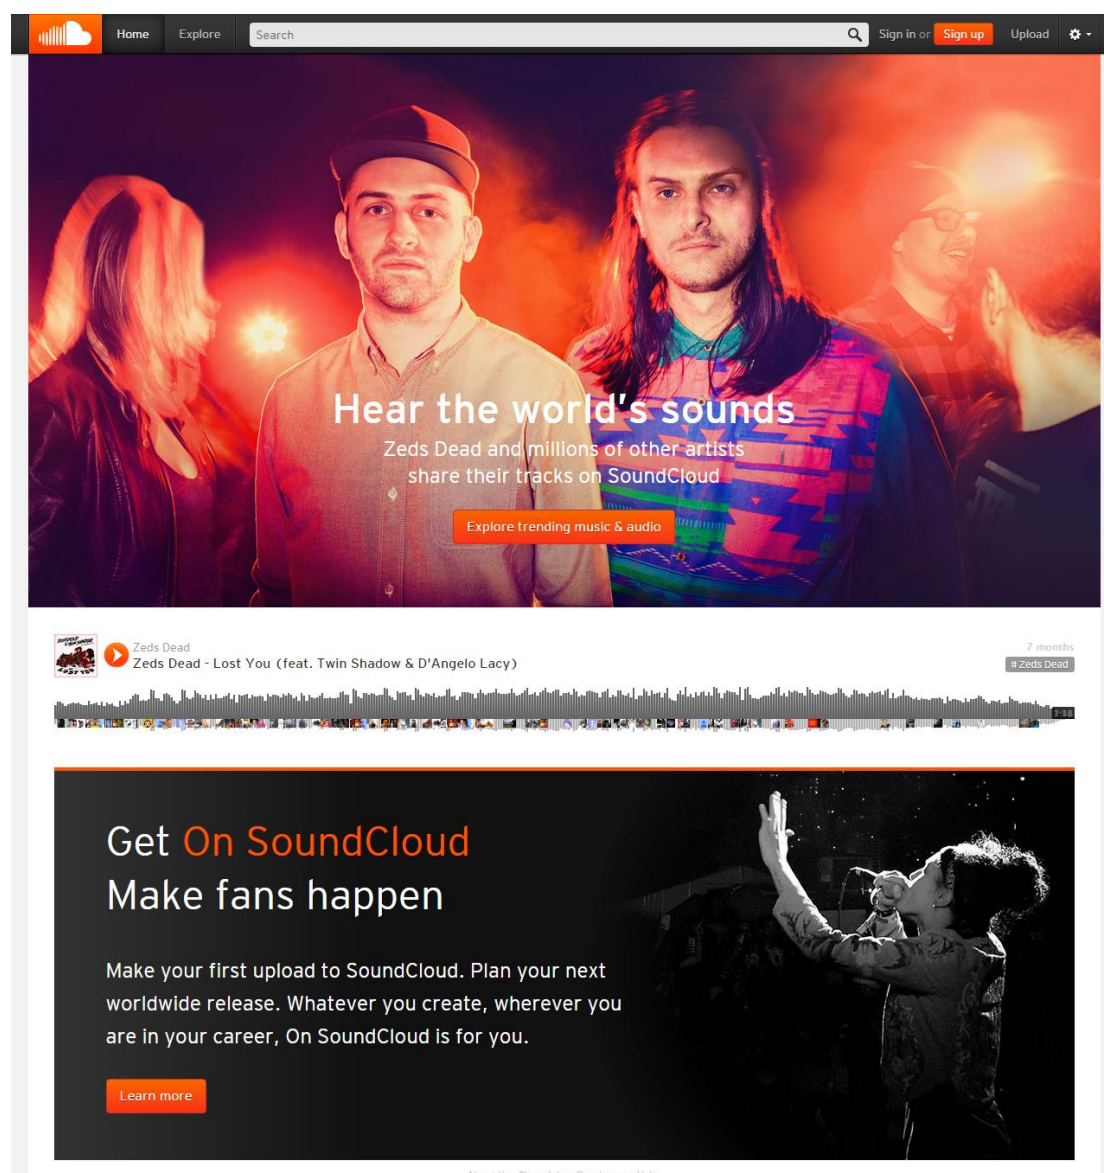 Home
Explore
Search
Sign in or Sign up
Upload
Hear the world's sounds
Zeds Dead and millions of other artists
share their tracks on SoundCloud
Explore trending music & audio
Zeds Dead
7 months
Zeds Dead - Lost You (feat. Twin Shadow & D'Angelo Lacy)
# Zeds Dead
3:38
Get On SoundCloud
Make fans happen
Make your first upload to SoundCloud. Plan your next
worldwide release. Whatever you create, wherever you
are in your career, On SoundCloud is for you.
Learn more